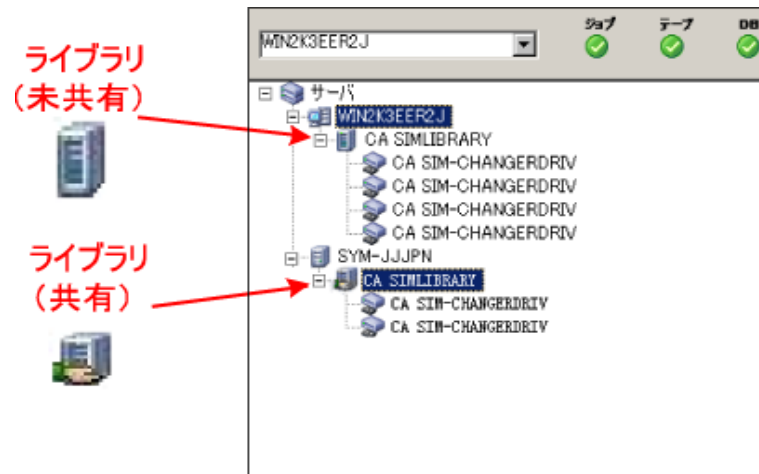 ライブラリ
(未共有)
ライブラリ
(共有)
WIN2K3EER2J
ジョブ
テープ
DB
サーバ
WIN2K3EER2J
CA SIMLIBRARY
CA SIM-CHANGERDRIV
CA SIM-CHANGERDRIV
CA SIM-CHANGERDRIV
CA SIM-CHANGERDRIV
SYM-JJJPN
CA SIMLIBRARY
CA SIM-CHANGERDRIV
CA SIM-CHANGERDRIV